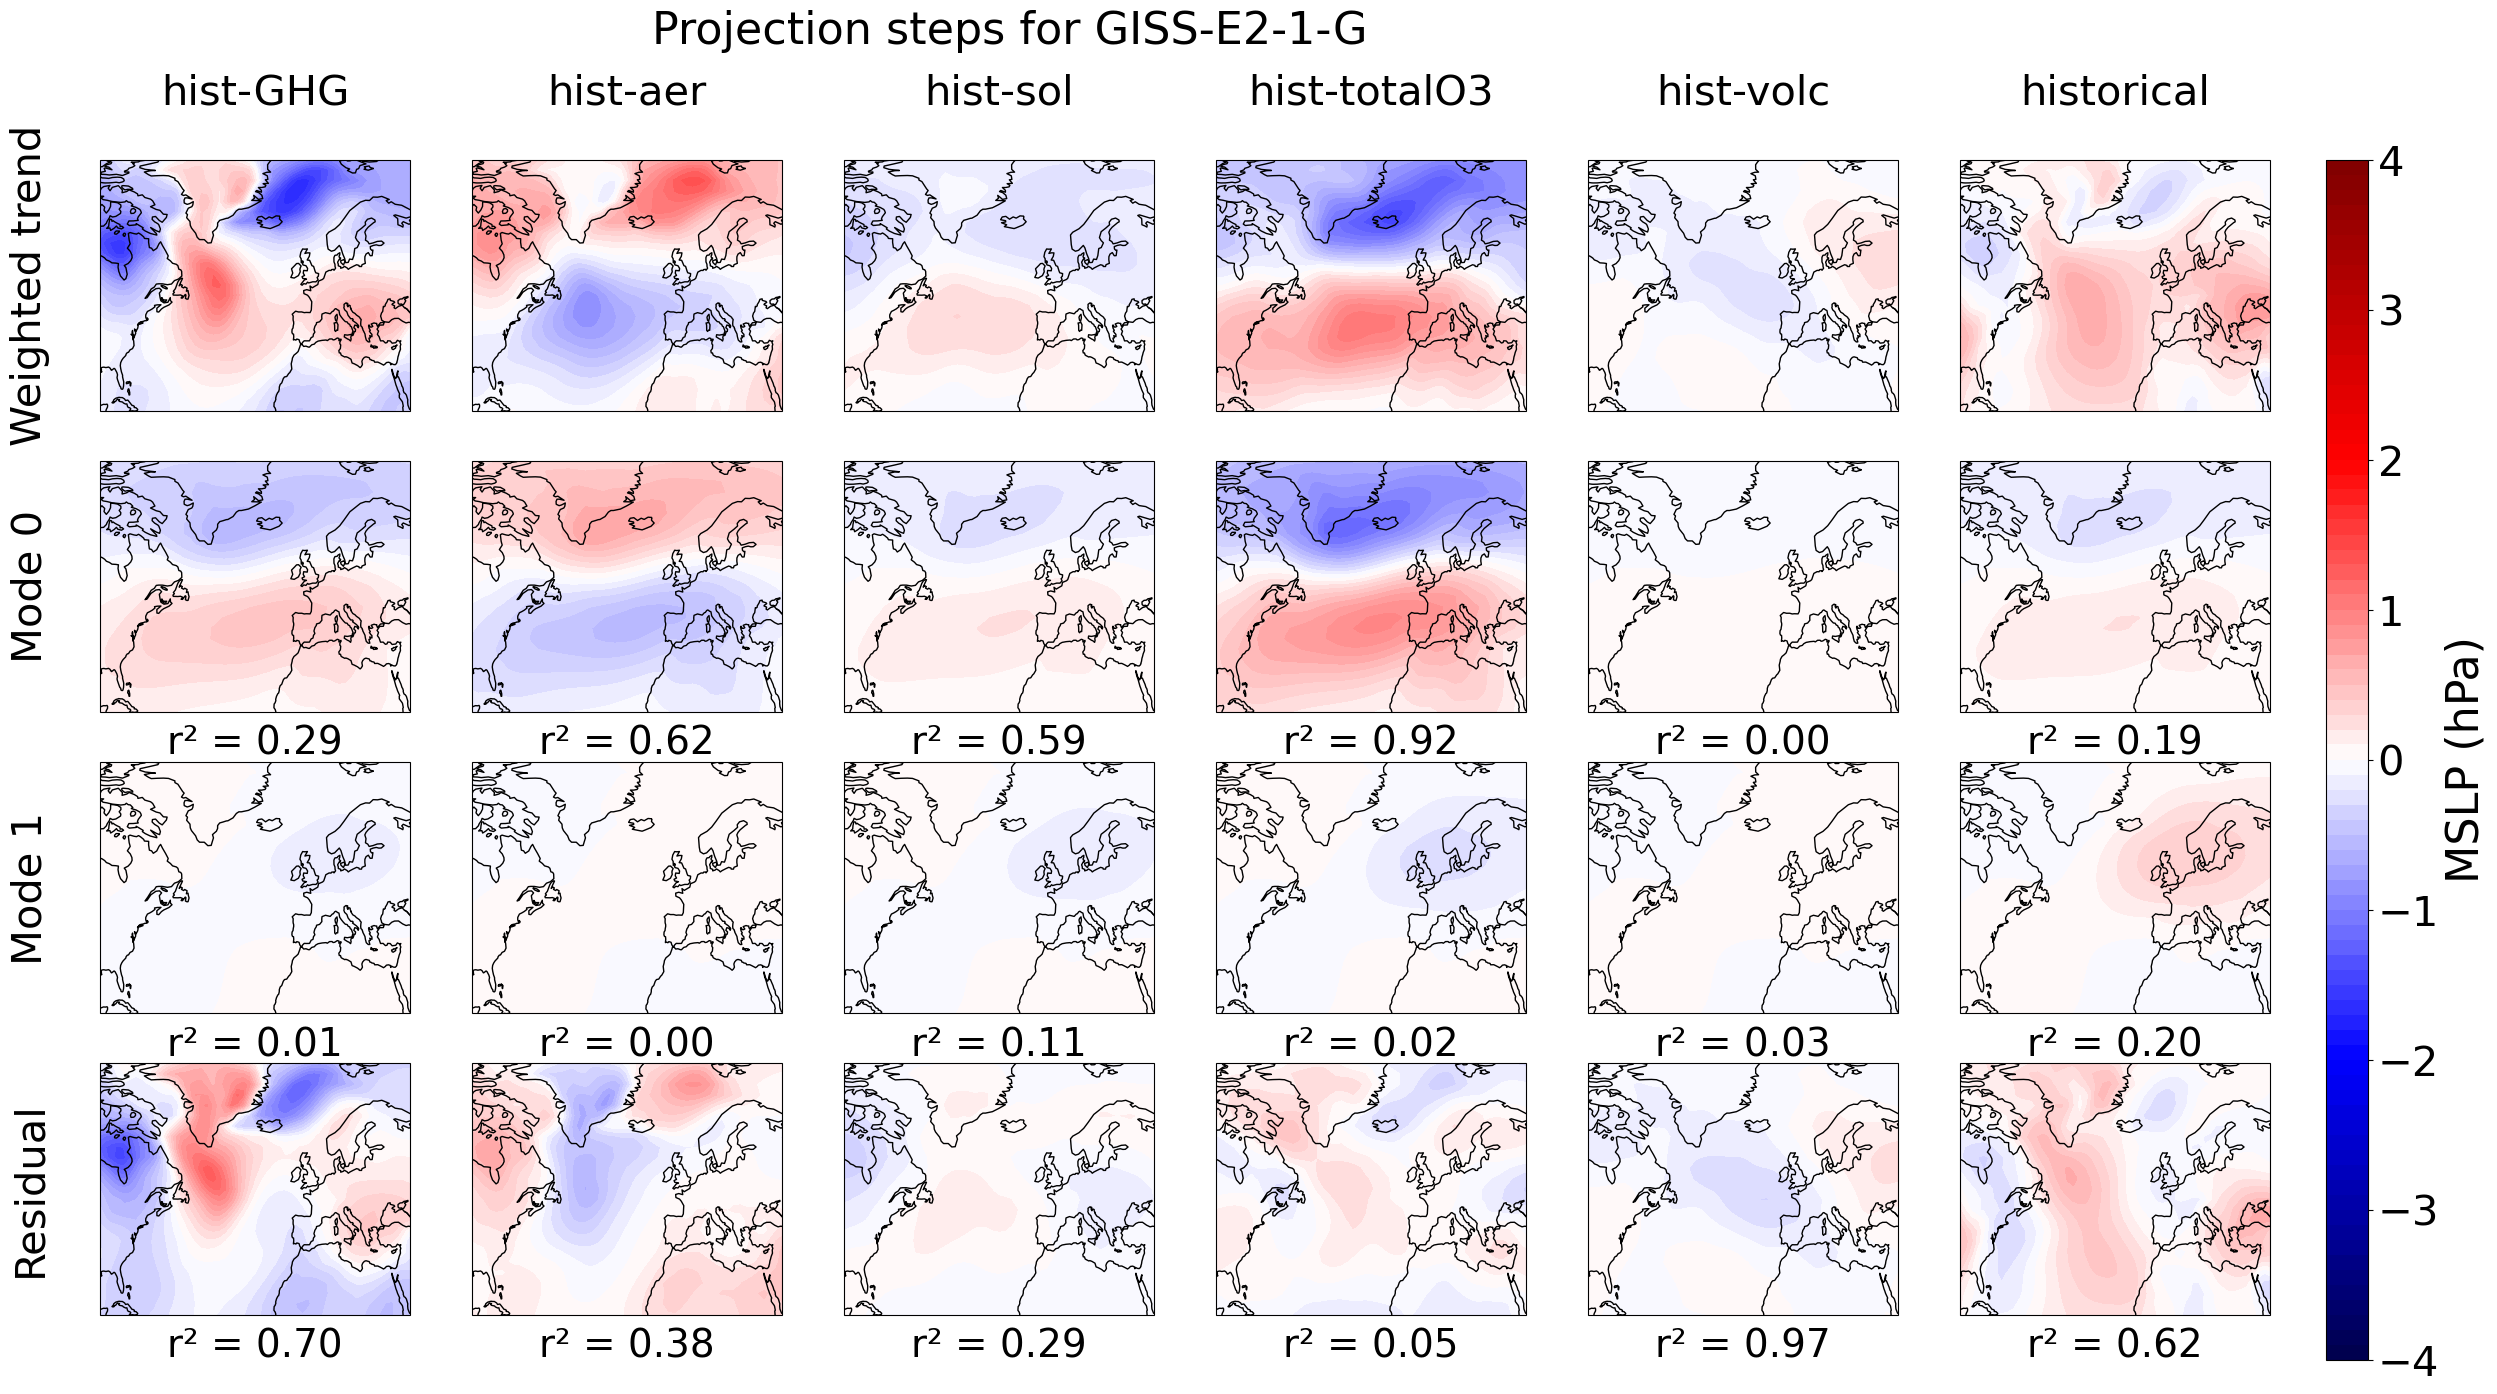 Projection steps for GISS-E2-1-G
hist-GHG hist-aer hist-sol hist-totalO3 hist-volc historical
Weighted trend
Mode 0
r² = 0.29 r² = 0.62 r² = 0.59 r² = 0.92 r² = 0.00 r² = 0.19
Mode 1
r² = 0.01 r² = 0.00 r² = 0.11 r² = 0.02 r² = 0.03 r² = 0.20
Residual
r² = 0.70 r² = 0.38 r² = 0.29 r² = 0.05 r² = 0.97 r² = 0.62
4
3
2
1
0
−1
−2
−3
−4
MSLP (hPa)